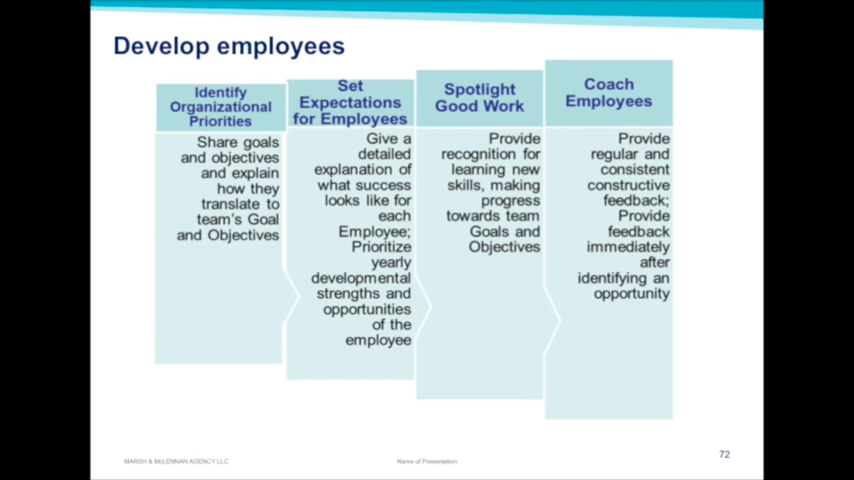 Develop employees
Identify
Organizational
Priorities
Share goals
and objectives
and explain
how they
translate to
team's Goal
and Objectives
Set
Expectations
for Employees
Give a
detailed
explanation of
what success
looks like for
each
Employee;
Prioritize
yearly
developmental
strengths and
opportunities
of the
employee
Spotlight
Good Work
Provide
recognition for
learning new
skills, making
progress
towards team
Goals and
Objectives
Coach
Employees
Provide
regular and
consistent
constructive
feedback;
Provide
feedback
immediately
after
identifying an
opportunity
MARSH & McLENNAN AGENCY LLC
Name of Presentation
72